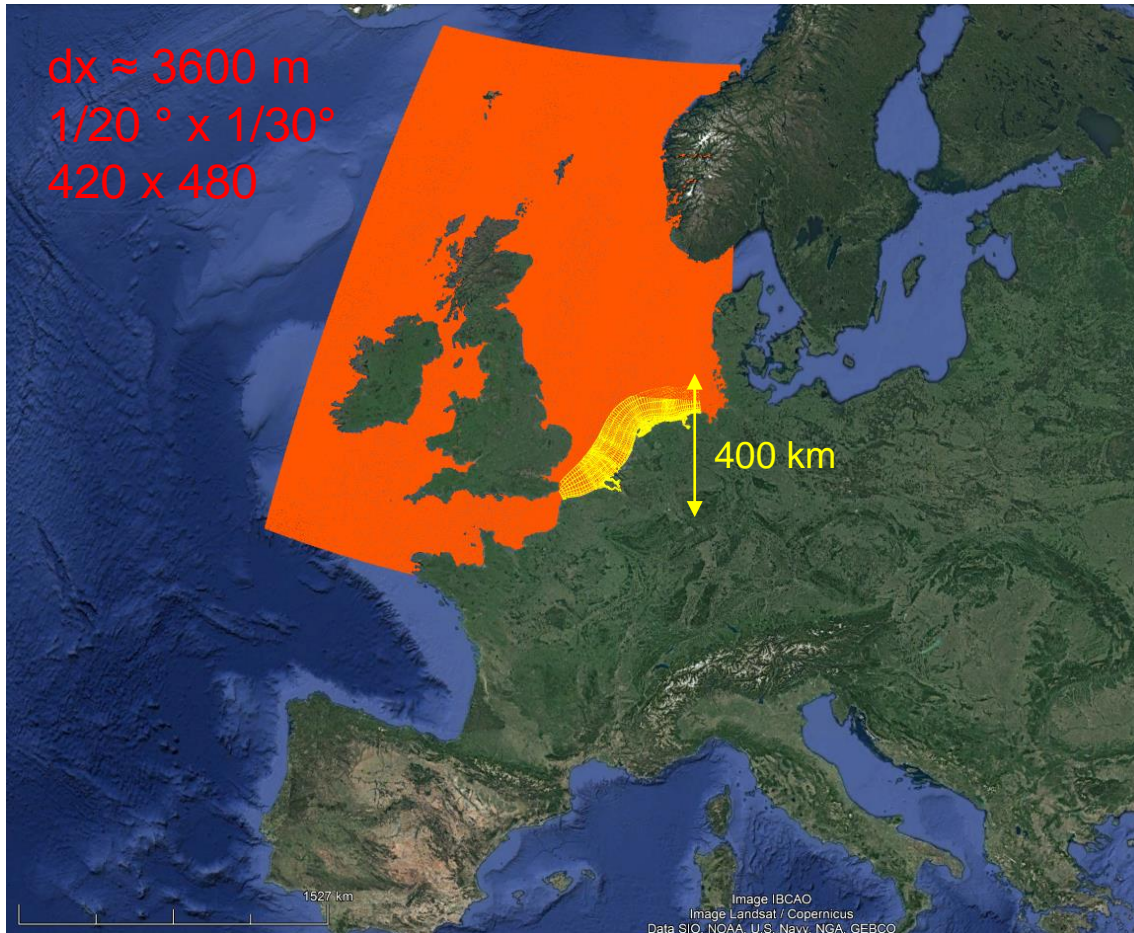 dx ≈ 3600 m
1/20 ° x 1/30°
420 x 480
400 km
1527 km
Image IBCAO
Image Landsat / Copernicus
Data SIO, NOAA, U.S. Navy, NGA, GEBCO